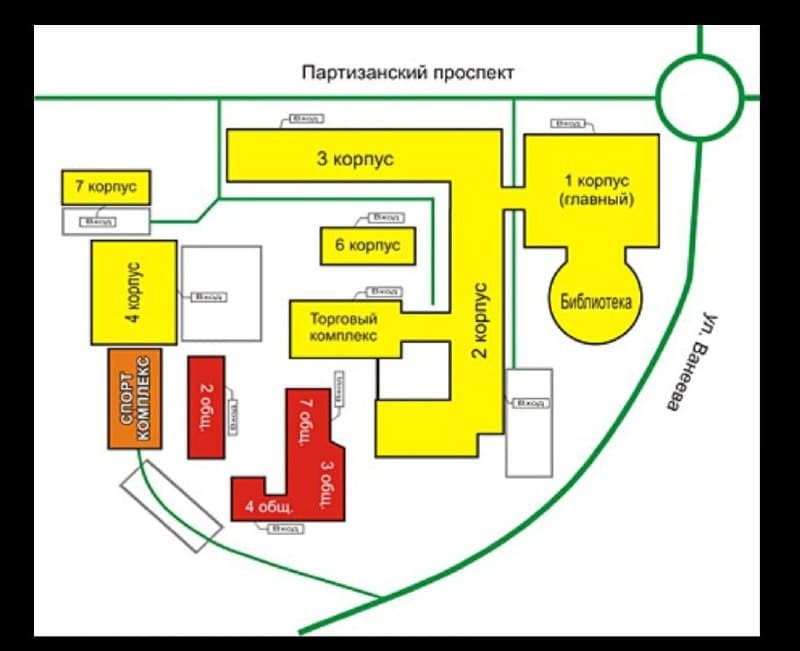 Партизанский проспект
Вход
Вход
3 корпус
1 корпус
(главный)
7 корпус
Вход
Вход
6 корпус
4 корпус
Вход
Вход
Библиотека
Торговый
комплекс
2 корпус
ул. Ванеева
СПОРТ
КОМПЛЕКС
2 общ.
Вход
Вход
7 общ.
Вход
3 общ.
4 общ.
Вход